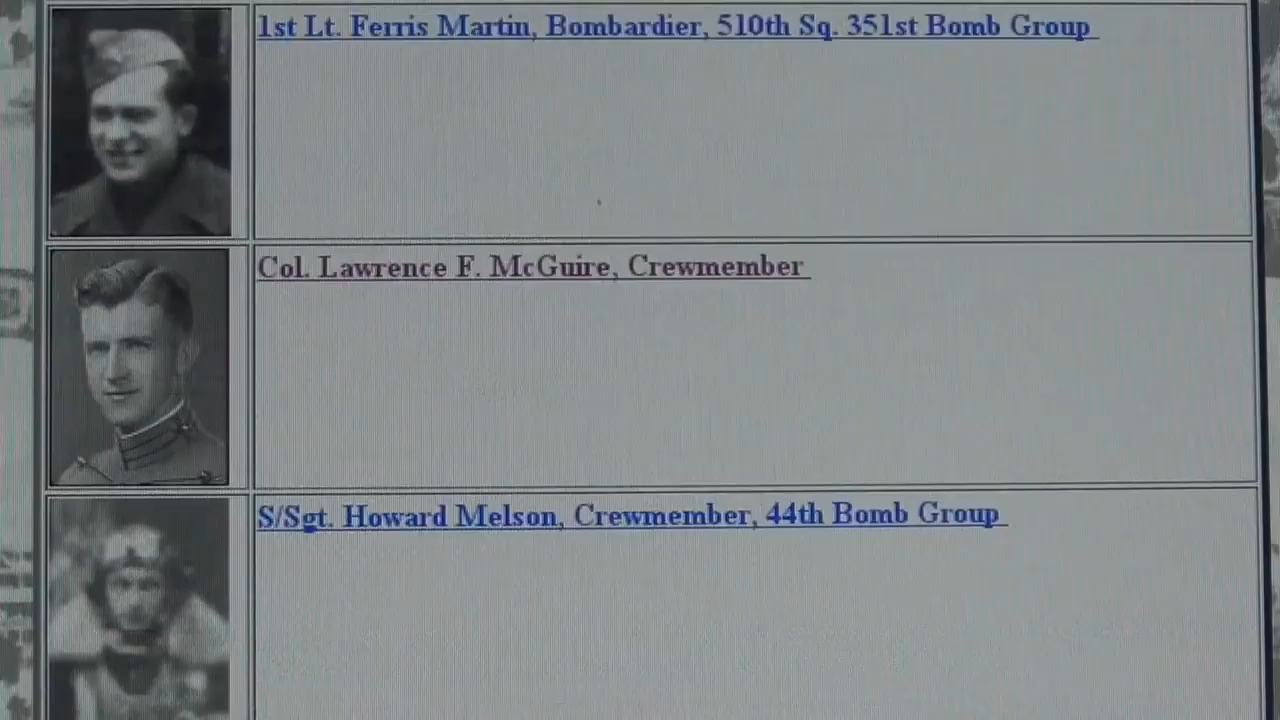 1st Lt. Ferris Martin, Bombardier, 510th Sq. 351st Bomb Group
Col. Lawrence F. McGuire, Crewmember
S/Sgt. Howard Melson, Crewmember, 44th Bomb Group